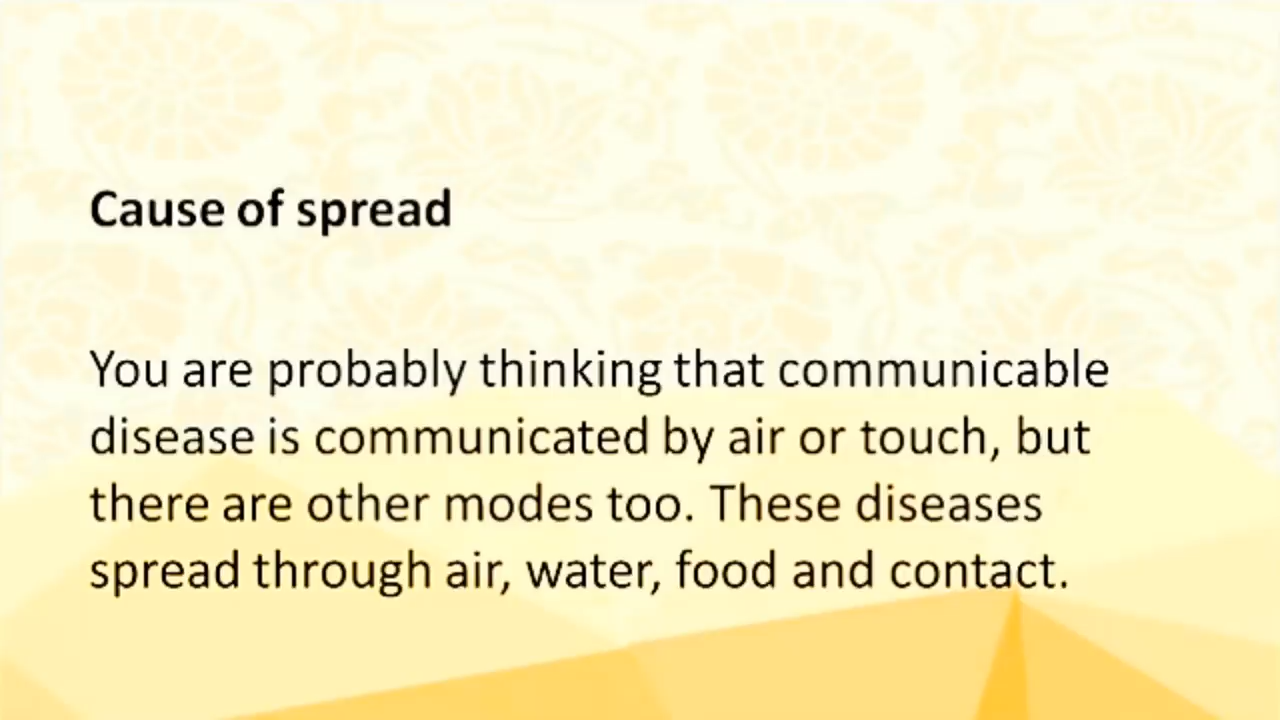 Cause of spread
You are probably thinking that communicable
disease is communicated by air or touch, but
there are other modes too. These diseases
spread through air, water, food and contact.